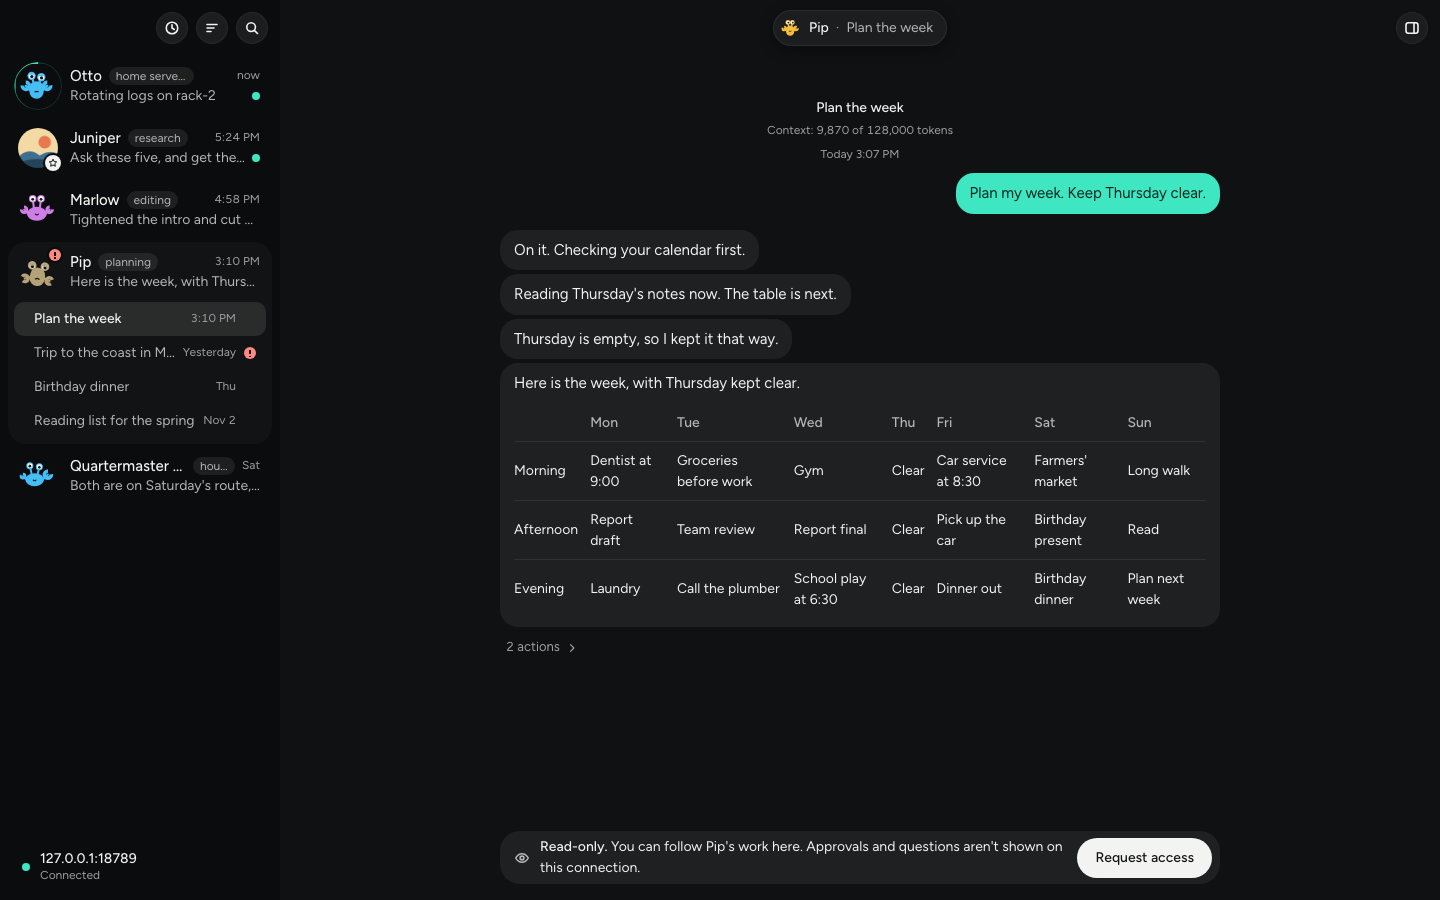 Otto home serve... now
Rotating logs on rack-2
Juniper research 5:24 PM
Ask these five, and get the...
Marlow editing 4:58 PM
Tightened the intro and cut ...
Pip planning 3:10 PM
Here is the week, with Thurs...
Plan the week 3:10 PM
Trip to the coast in M... Yesterday
Birthday dinner Thu
Reading list for the spring Nov 2
Quartermaster ... hou... Sat
Both are on Saturday's route,...
127.0.0.1:18789
Connected
Pip · Plan the week
Plan the week
Context: 9,870 of 128,000 tokens
Today 3:07 PM
Plan my week. Keep Thursday clear.
On it. Checking your calendar first.
Reading Thursday's notes now. The table is next.
Thursday is empty, so I kept it that way.
Here is the week, with Thursday kept clear.
Mon Tue Wed Thu Fri Sat Sun
Morning Dentist at 9:00 Groceries before work Gym Clear Car service at 8:30 Farmers' market Long walk
Afternoon Report draft Team review Report final Clear Pick up the car Birthday present Read
Evening Laundry Call the plumber School play at 6:30 Clear Dinner out Birthday dinner Plan next week
2 actions
Read-only. You can follow Pip's work here. Approvals and questions aren't shown on
this connection.
Request access